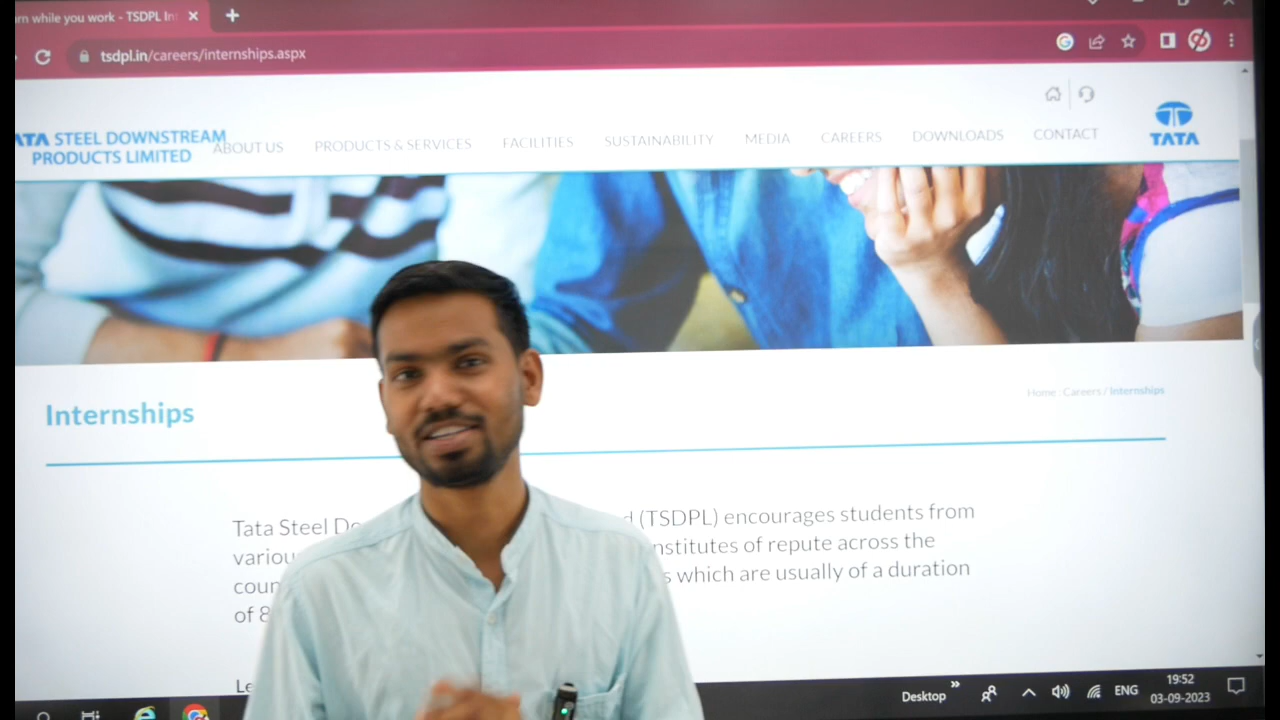 rn while you work - TSDPL In
tsdpl.in/careers/internships.aspx
TATA STEEL DOWNSTREAM
PRODUCTS LIMITED
ABOUT US
PRODUCTS & SERVICES
FACILITIES
SUSTAINABILITY
MEDIA
CAREERS
DOWNLOADS
CONTACT
TATA
Home / Careers / Internships
Internships
Tata Steel Do d (TSDPL) encourages students from
variou nstitutes of repute across the
coun s which are usually of a duration
of 8
Le
Desktop
ENG
19:52
03-09-2023